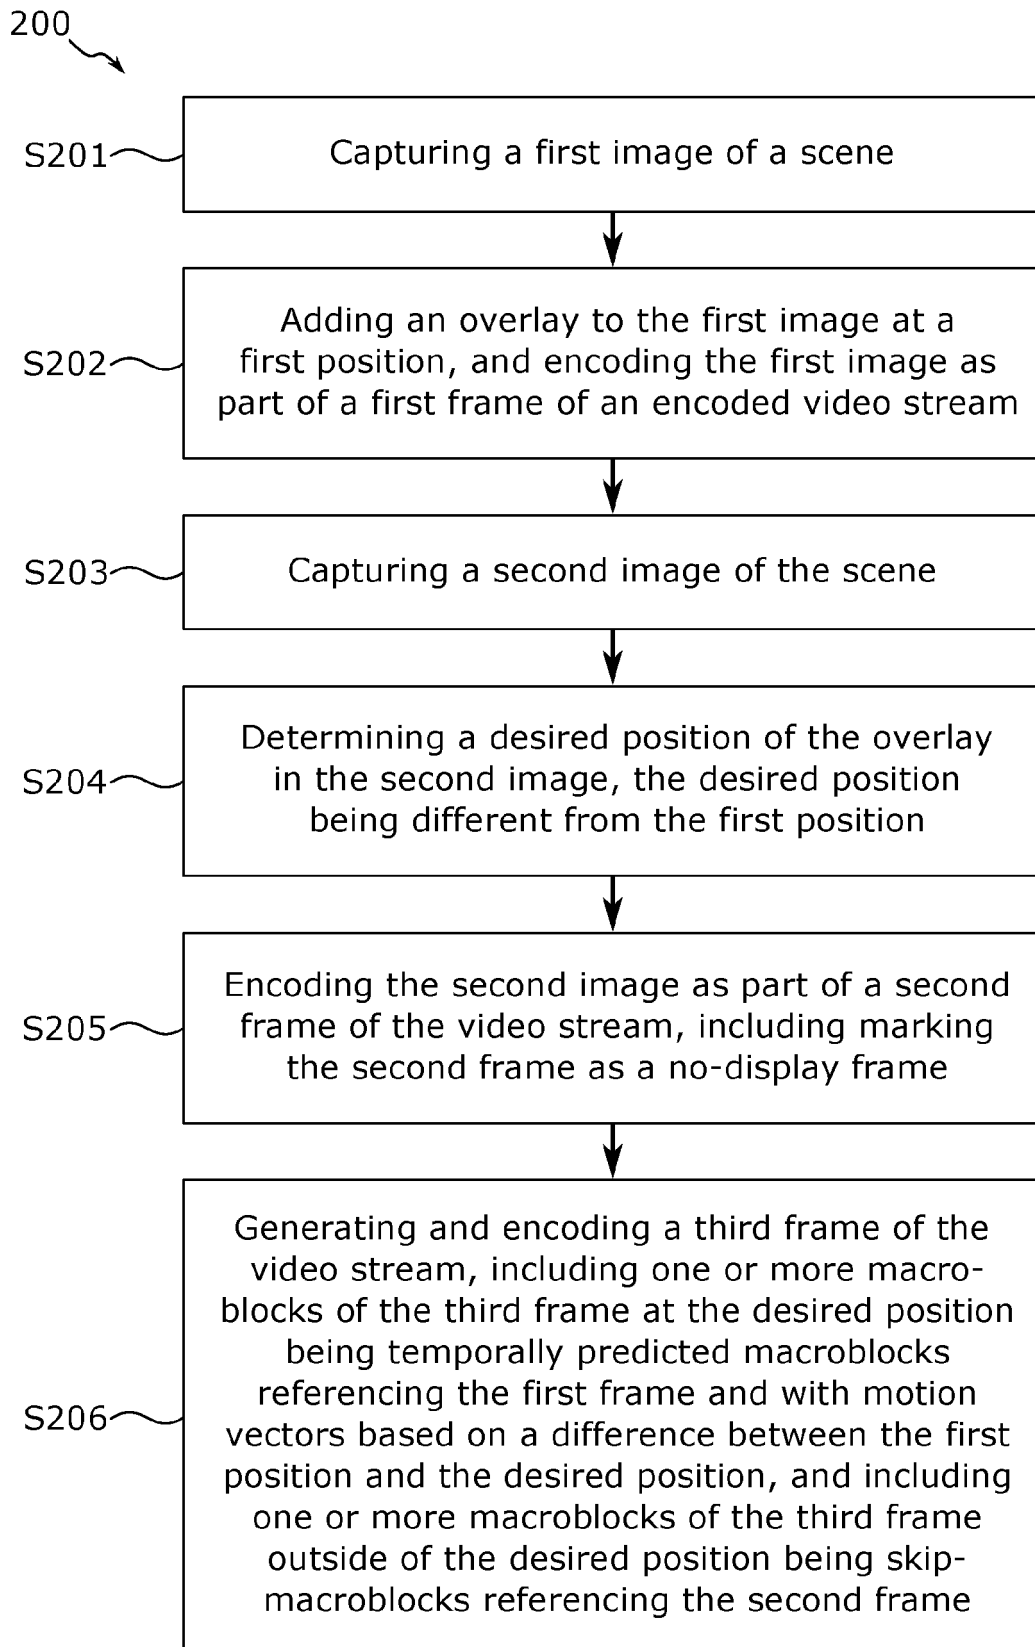 200
S201
Capturing a first image of a scene
S202
Adding an overlay to the first image at a
first position, and encoding the first image as
part of a first frame of an encoded video stream
S203
Capturing a second image of the scene
S204
Determining a desired position of the overlay
in the second image, the desired position
being different from the first position
S205
Encoding the second image as part of a second
frame of the video stream, including marking
the second frame as a no-display frame
S206
Generating and encoding a third frame of the
video stream, including one or more macro-
blocks of the third frame at the desired position
being temporally predicted macroblocks
referencing the first frame and with motion
vectors based on a difference between the first
position and the desired position, and including
one or more macroblocks of the third frame
outside of the desired position being skip-
macroblocks referencing the second frame